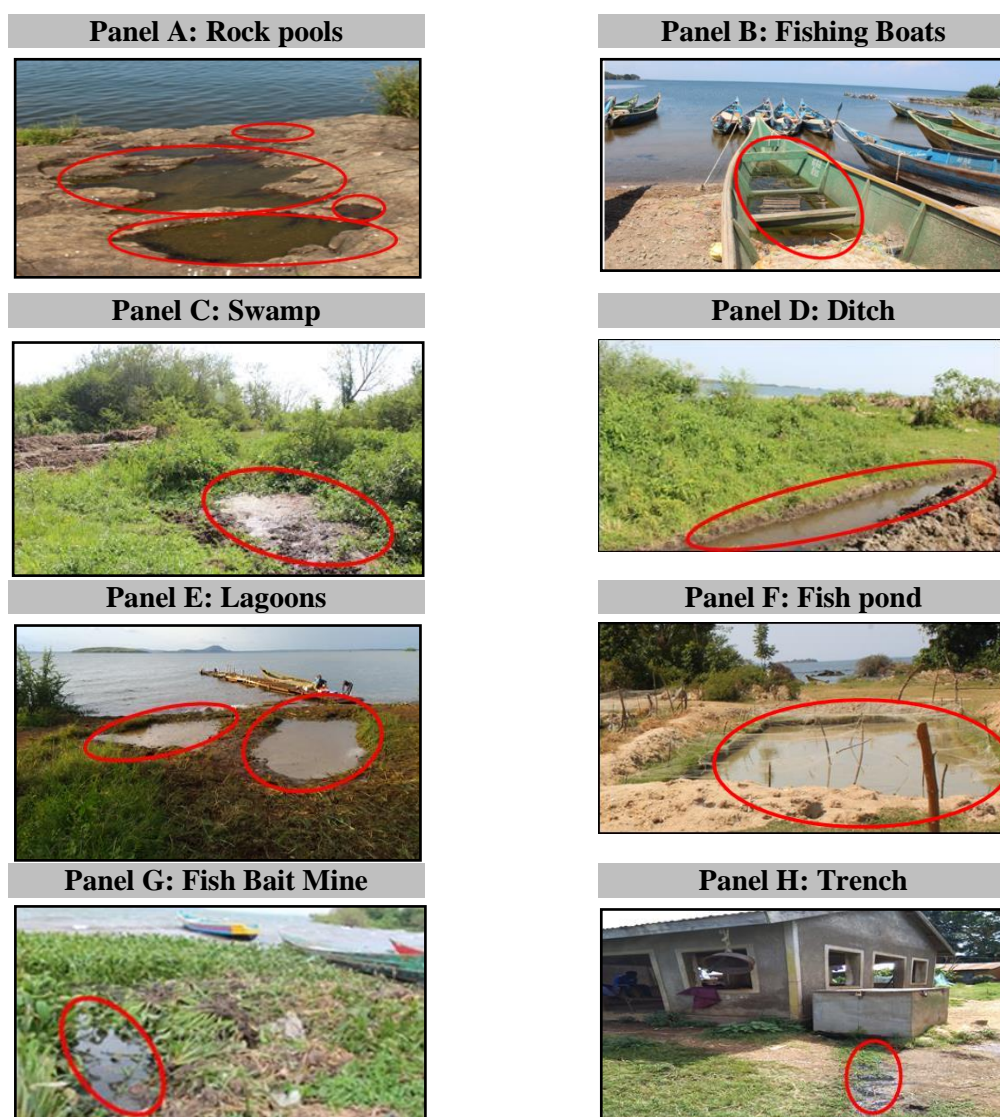 Panel A: Rock pools
Panel B: Fishing Boats
Panel C: Swamp
Panel D: Ditch
Panel E: Lagoons
Panel F: Fish pond
Panel G: Fish Bait Mine
Panel H: Trench